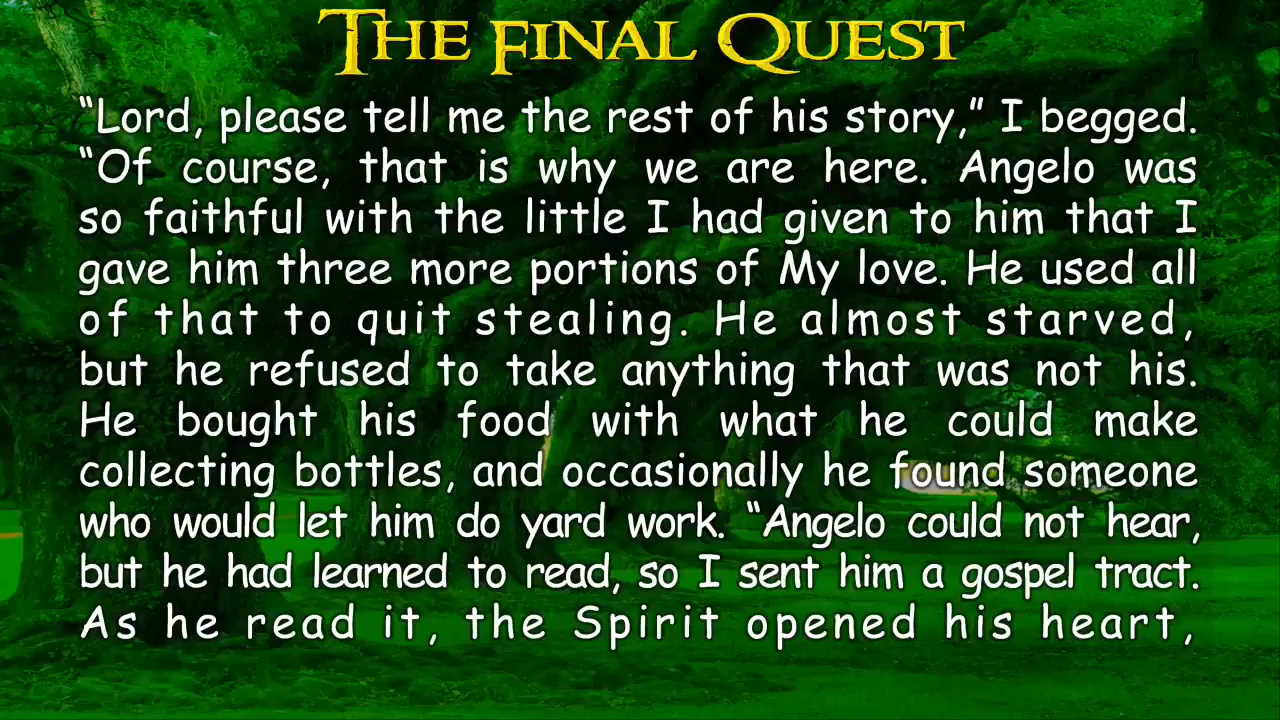 THE FINAL QUEST
“Lord, please tell me the rest of his story,” I begged.
“Of course, that is why we are here. Angelo was
so faithful with the little I had given to him that I
gave him three more portions of My love. He used all
of that to quit stealing. He almost starved,
but he refused to take anything that was not his.
He bought his food with what he could make
collecting bottles, and occasionally he found someone
who would let him do yard work. “Angelo could not hear,
but he had learned to read, so I sent him a gospel tract.
As he read it, the Spirit opened his heart,